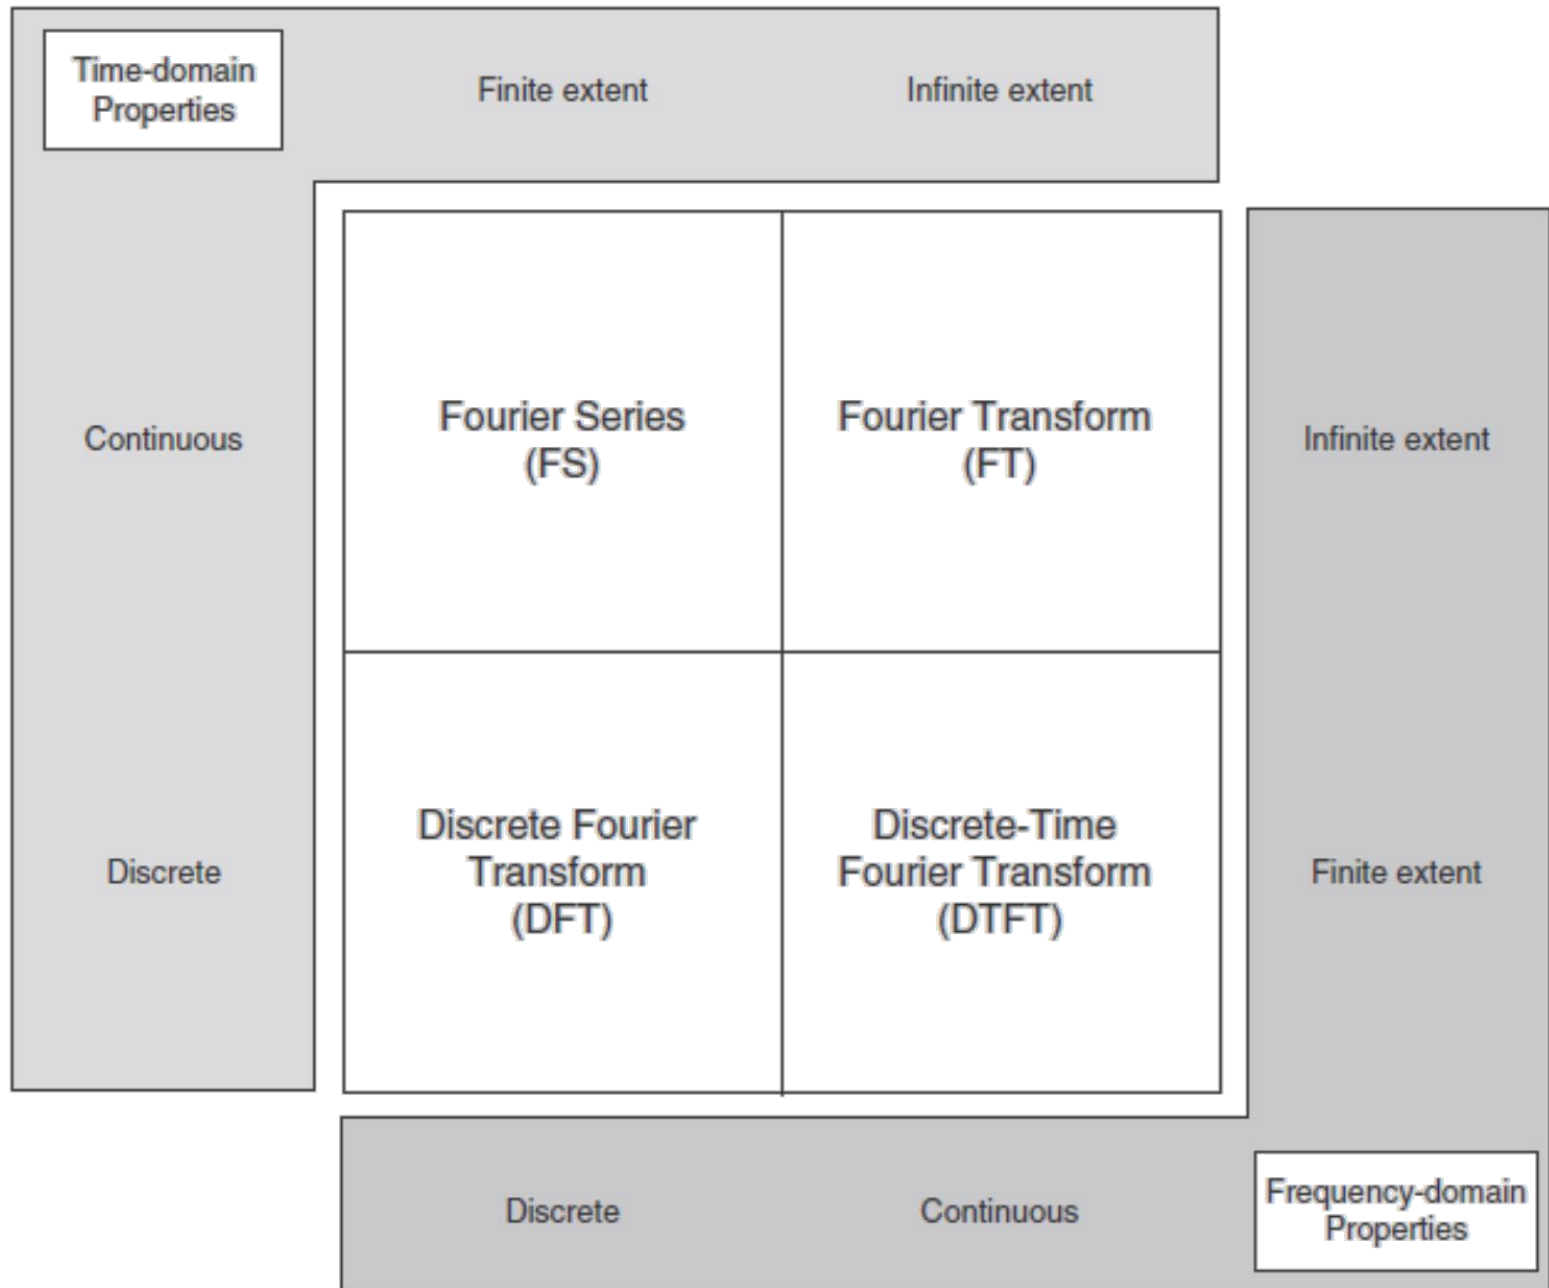 Time-domain
Properties
Finite extent
Infinite extent
Continuous
Fourier Series
(FS)
Fourier Transform
(FT)
Infinite extent
Discrete
Discrete Fourier
Transform
(DFT)
Discrete-Time
Fourier Transform
(DTFT)
Finite extent
Discrete
Continuous
Frequency-domain
Properties